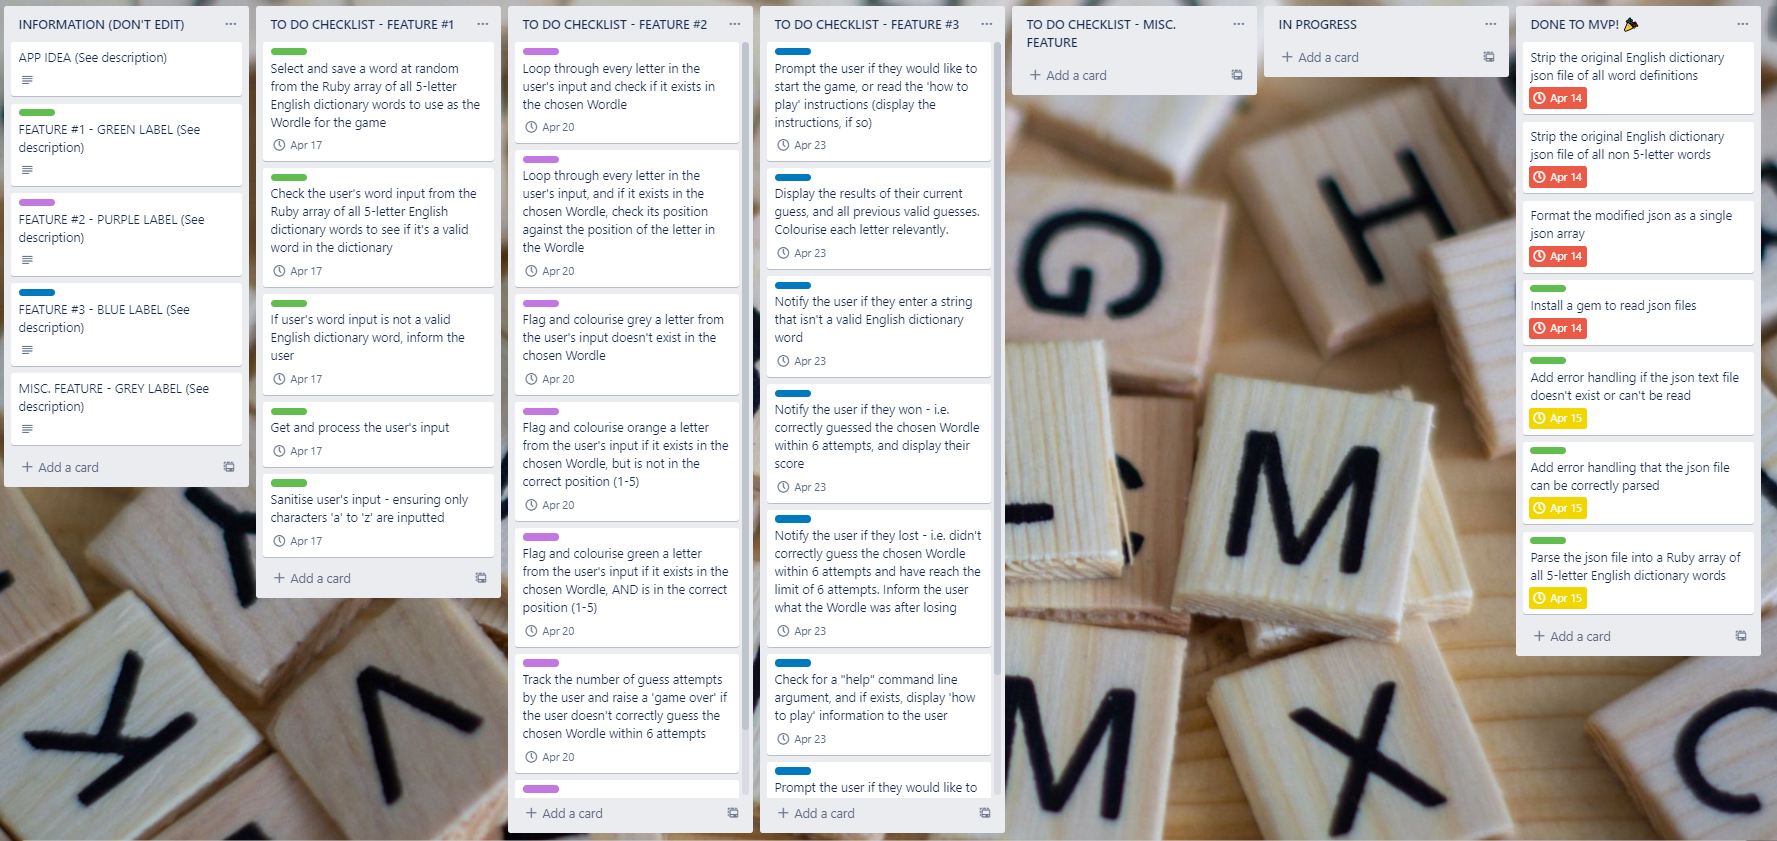 INFORMATION (DON'T EDIT)
APP IDEA (See description)
FEATURE #1 - GREEN LABEL (See
description)
FEATURE #2 - PURPLE LABEL (See
description)
FEATURE #3 - BLUE LABEL (See
description)
MISC. FEATURE - GREY LABEL (See
description)
+ Add a card
TO DO CHECKLIST - FEATURE #1
Select and save a word at random
from the Ruby array of all 5-letter
English dictionary words to use as the
Wordle for the game
Apr 17
Check the user's word input from the
Ruby array of all 5-letter English
dictionary words to see if it's a valid
word in the dictionary
Apr 17
If user's word input is not a valid
English dictionary word, inform the
user
Apr 17
Get and process the user's input
Apr 17
Sanitise user's input - ensuring only
characters 'a' to 'z' are inputted
Apr 17
+ Add a card
TO DO CHECKLIST - FEATURE #2
Loop through every letter in the
user's input and check if it exists in
the chosen Wordle
Apr 20
Loop through every letter in the
user's input, and if it exists in the
chosen Wordle, check its position
against the position of the letter in
the Wordle
Apr 20
Flag and colourise grey a letter from
the user's input doesn't exist in the
chosen Wordle
Apr 20
Flag and colourise orange a letter
from the user's input if it exists in the
chosen Wordle, but is not in the
correct position (1-5)
Apr 20
Flag and colourise green a letter
from the user's input if it exists in the
chosen Wordle, AND is in the correct
position (1-5)
Apr 20
Track the number of guess attempts
by the user and raise a 'game over' if
the user doesn't correctly guess the
chosen Wordle within 6 attempts
Apr 20
+ Add a card
TO DO CHECKLIST - FEATURE #3
Prompt the user if they would like to
start the game, or read the 'how to
play' instructions (display the
instructions, if so)
Apr 23
Display the results of their current
guess, and all previous valid guesses.
Colourise each letter relevantly.
Apr 23
Notify the user if they enter a string
that isn't a valid English dictionary
word
Apr 23
Notify the user if they won - i.e.
correctly guessed the chosen Wordle
within 6 attempts, and display their
score
Apr 23
Notify the user if they lost - i.e. didn't
correctly guess the chosen Wordle
within 6 attempts and have reach the
limit of 6 attempts. Inform the user
what the Wordle was after losing
Apr 23
Check for a "help" command line
argument, and if exists, display 'how
to play' information to the user
Apr 23
Prompt the user if they would like to
+ Add a card
TO DO CHECKLIST - MISC.
FEATURE
+ Add a card
IN PROGRESS
+ Add a card
DONE TO MVP!
Strip the original English dictionary
json file of all word definitions
Apr 14
Strip the original English dictionary
json file of all non 5-letter words
Apr 14
Format the modified json as a single
json array
Apr 14
Install a gem to read json files
Apr 14
Add error handling if the json text file
doesn't exist or can't be read
Apr 15
Add error handling that the json file
can be correctly parsed
Apr 15
Parse the json file into a Ruby array of
all 5-letter English dictionary words
Apr 15
+ Add a card
G
H
M
M
X
C
Y
K
V